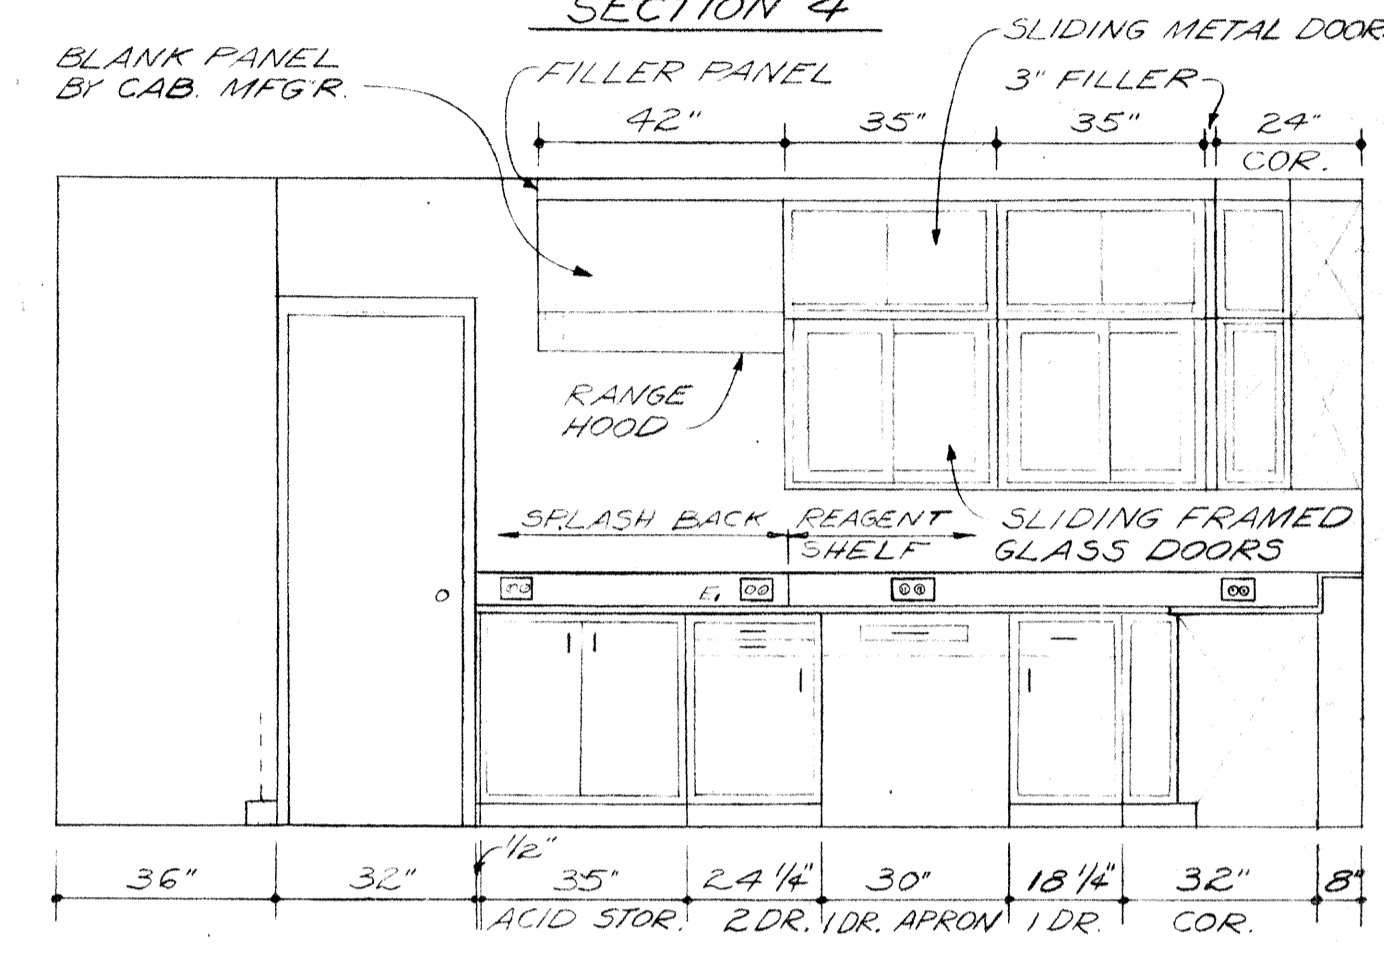 SECTION 4
SLIDING METAL DOOR
BLANK PANEL
BY CAB. MFG'R.
FILLER PANEL
3" FILLER
42"
35"
35"
24"
COR.
RANGE
HOOD
SPLASH BACK
REAGENT
SHELF
SLIDING FRAMED
GLASS DOORS
E.
1/2"
36"
32"
35"
24 1/4"
30"
18 1/4"
32"
8"
ACID STOR.
2 DR.
1 DR. APRON
1 DR.
COR.